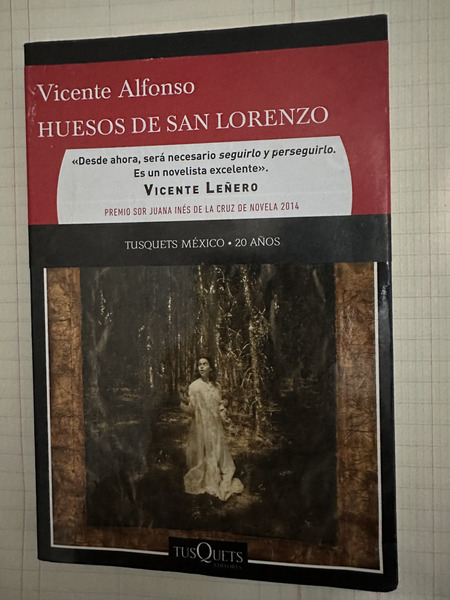 Vicente Alfonso
HUESOS DE SAN LORENZO
«Desde ahora, será necesario seguirlo y perseguirlo.
Es un novelista excelente».
VICENTE LEÑERO
PREMIO SOR JUANA INÉS DE LA CRUZ DE NOVELA 2014
TUSQUETS MÉXICO • 20 AÑOS
TUSQUETS
EDITORES